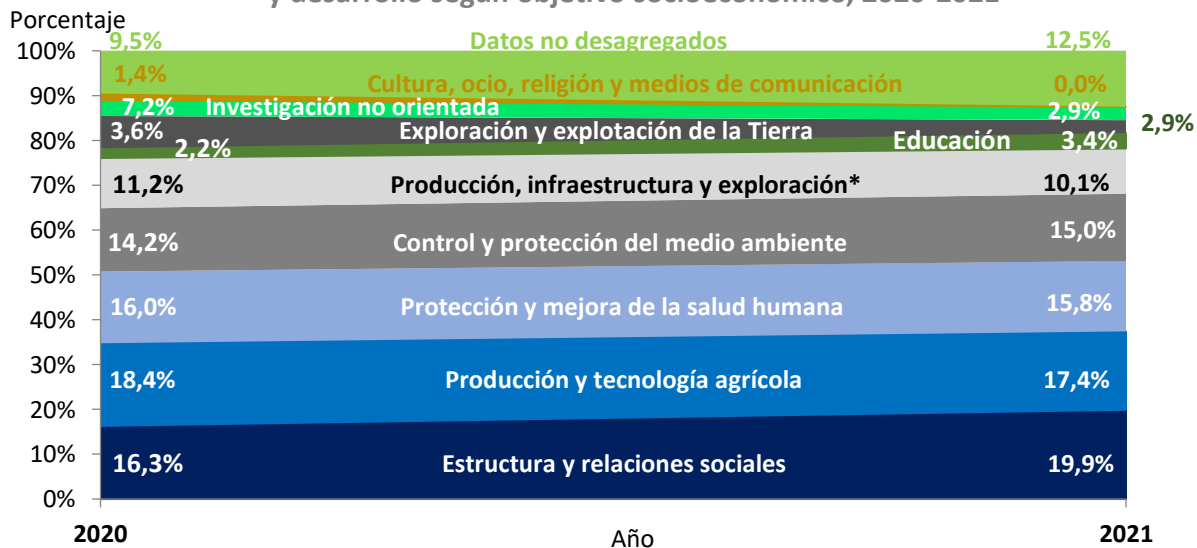 y desarrollo según objetivo socioeconómico, 2020-2021
Porcentaje
100%
90%
80%
70%
60%
50%
40%
30%
20%
10%
0%
9,5% Datos no desagregados 12,5%
1,4% Cultura, ocio, religión y medios de comunicación 0,0%
7,2% Investigación no orientada 2,9%
3,6% Exploración y explotación de la Tierra 2,9%
2,2% Educación 3,4%
11,2% Producción, infraestructura y exploración* 10,1%
14,2% Control y protección del medio ambiente 15,0%
16,0% Protección y mejora de la salud humana 15,8%
18,4% Producción y tecnología agrícola 17,4%
16,3% Estructura y relaciones sociales 19,9%
2020 Año 2021